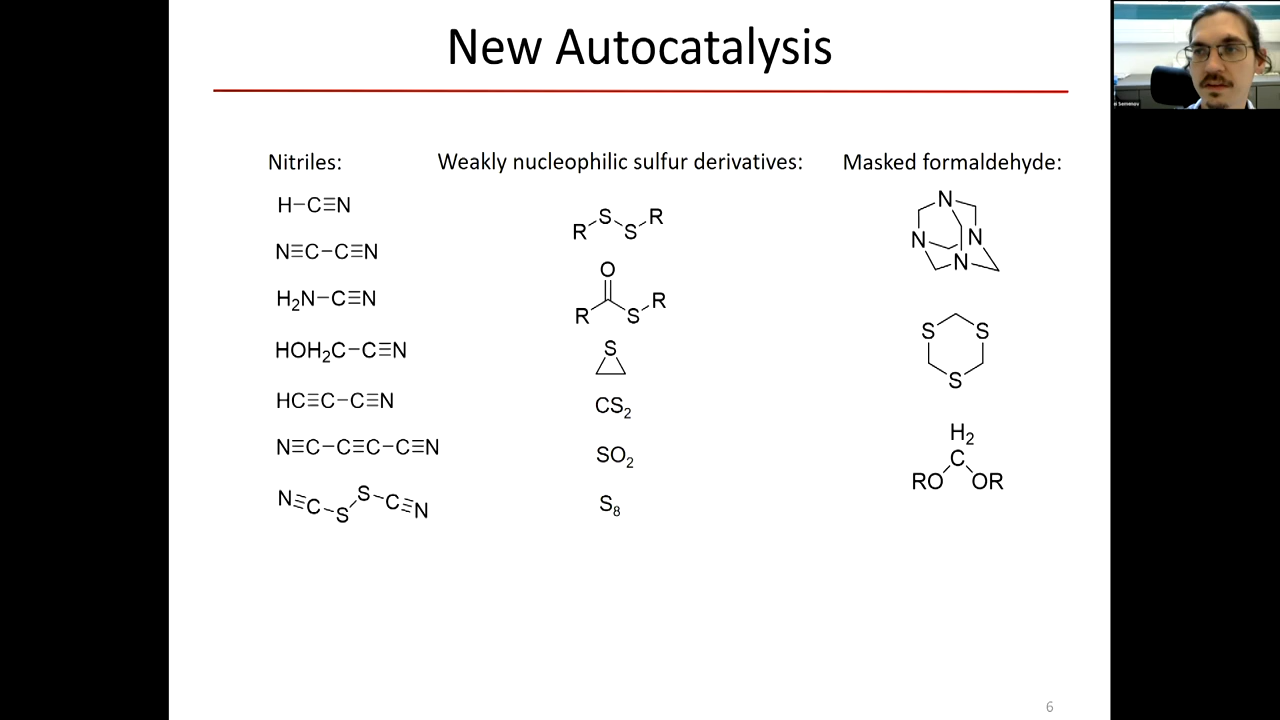 New Autocatalysis
Nitriles:
H–C≡N
N≡C–C≡N
H₂N–C≡N
HOH₂C–C≡N
HC≡C–C≡N
N≡C–C≡C–C≡N
N≡C–S–S–C≡N
Weakly nucleophilic sulfur derivatives:
R S S R
O
R S R
S
CS₂
SO₂
S₈
Masked formaldehyde:
N
N N
N
S S
S
H₂
C
RO OR
6
Semenov